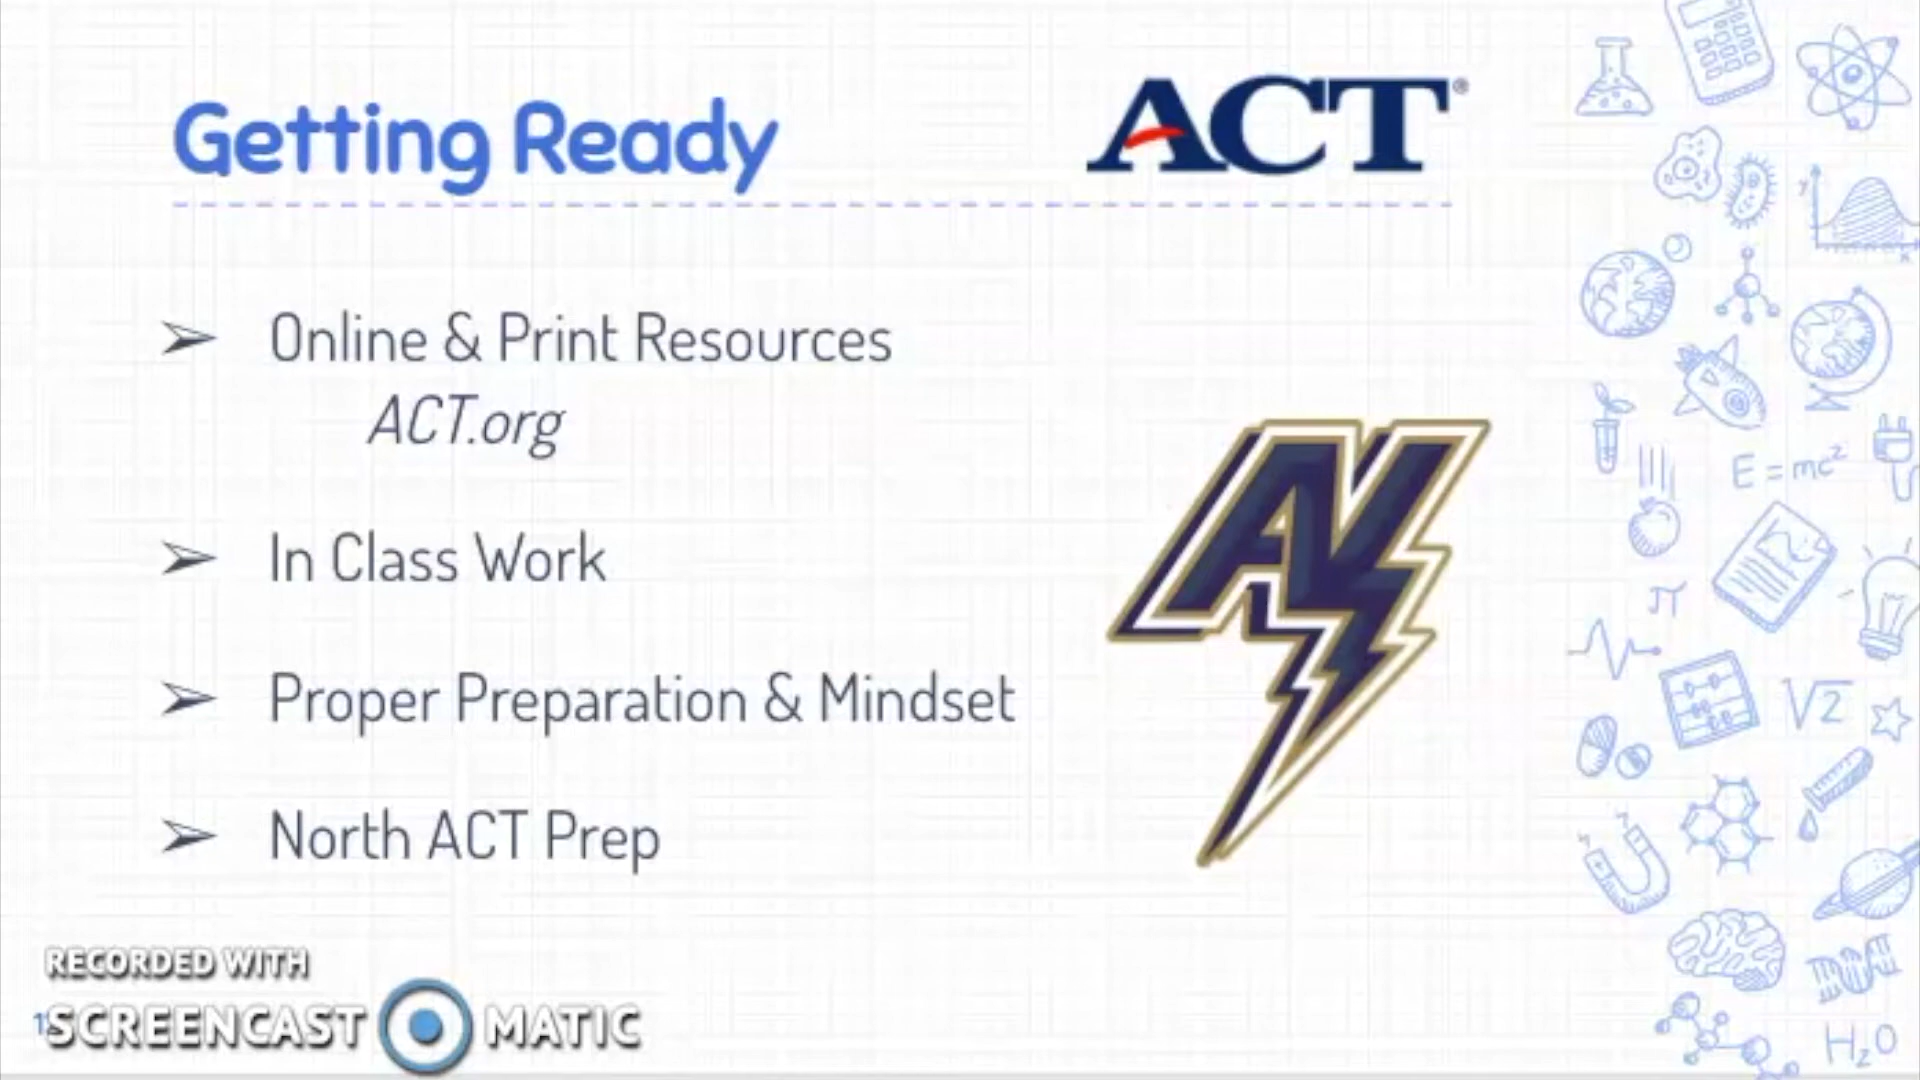 Getting Ready
ACT®
Online & Print Resources
ACT.org
In Class Work
Proper Preparation & Mindset
North ACT Prep
AN
E = mc²
π
√2
H₂O
y
x
RECORDED WITH
SCREENCAST MATIC